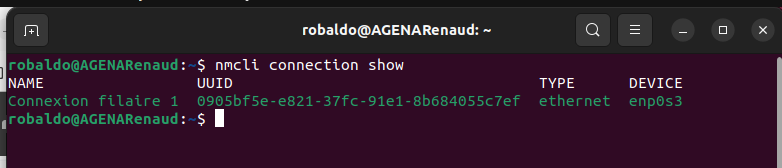 robaldo@AGENARenaud: ~
robaldo@AGENARenaud:~$ nmcli connection show
NAME UUID TYPE DEVICE
Connexion filaire 1 0905bf5e-e821-37fc-91e1-8b684055c7ef ethernet enp0s3
robaldo@AGENARenaud:~$